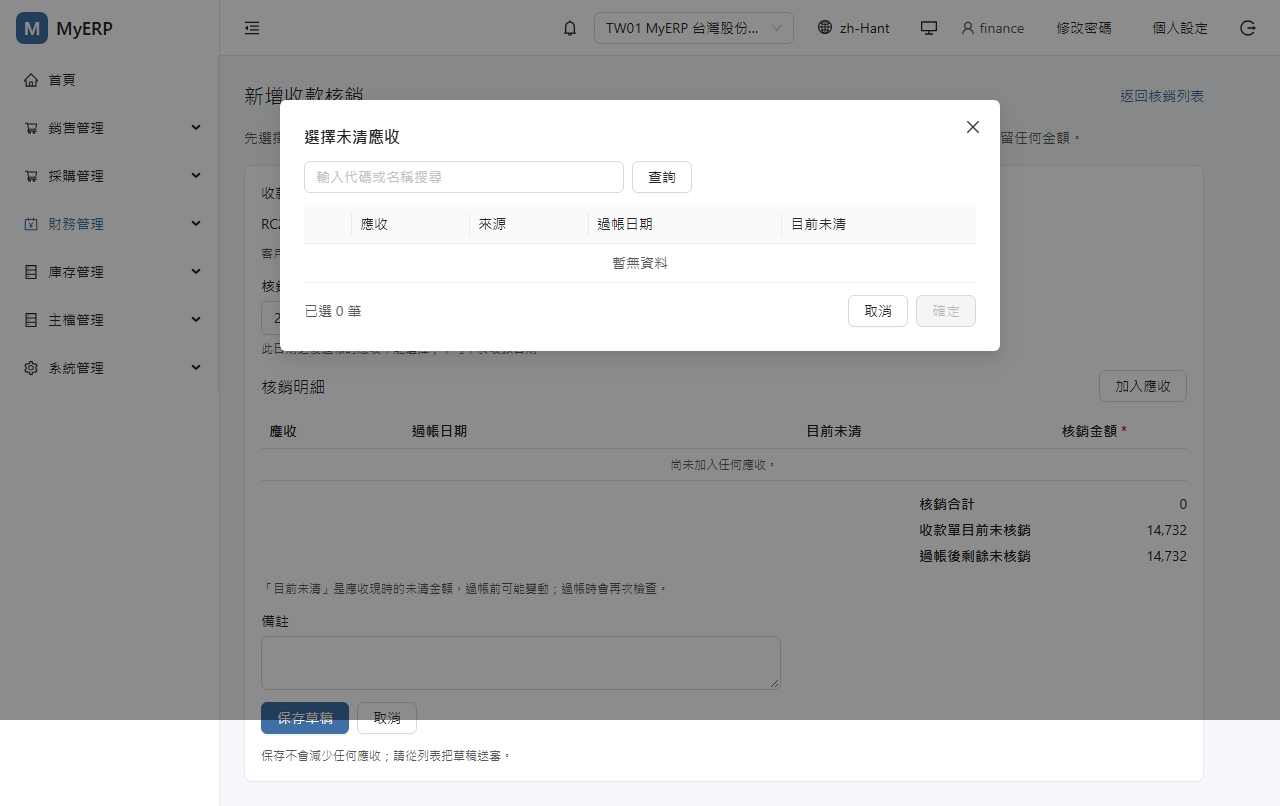 M MyERP
TW01 MyERP 台灣股份...
zh-Hant
finance
修改密碼
個人設定
首頁
銷售管理
採購管理
財務管理
庫存管理
主檔管理
系統管理
新增收款核銷
返回核銷列表
先選擇
留任何金額。
選擇未清應收
輸入代碼或名稱搜尋
查詢
應收
來源
過帳日期
目前未清
暫無資料
已選 0 筆
取消
確定
核銷明細
加入應收
應收
過帳日期
目前未清
核銷金額 *
尚未加入任何應收。
核銷合計
0
收款單目前未核銷
14,732
過帳後剩餘未核銷
14,732
「目前未清」是應收現時的未清金額，過帳前可能變動；過帳時會再次檢查。
備註
保存草稿
取消
保存不會減少任何應收；請從列表把草稿送審。